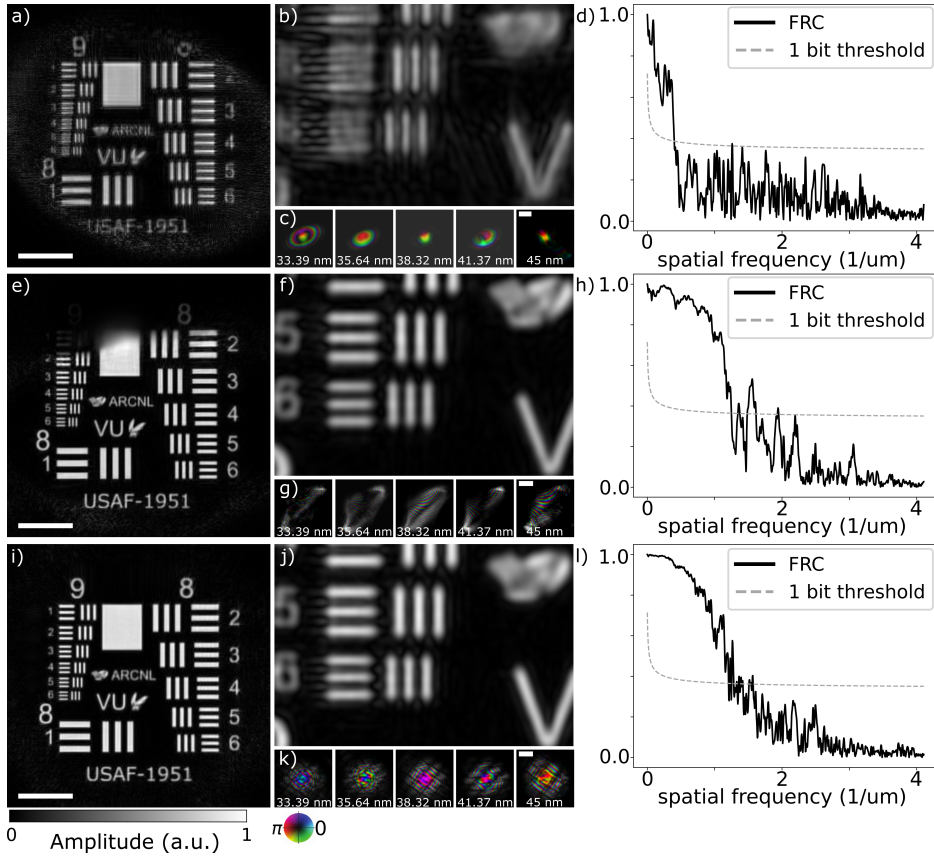 a)
9
8
1
2
3
4
5
6
2
3
4
5
6
ARCNL
VU
8
1
USAF-1951
b)
c)
33.39 nm
35.64 nm
38.32 nm
41.37 nm
45 nm
d)
1.0
FRC
1 bit threshold
0.0
0
2
4
spatial frequency (1/um)
e)
9
8
2
3
4
5
6
2
3
4
5
6
ARCNL
VU
8
1
USAF-1951
f)
5
6
g)
33.39 nm
35.64 nm
38.32 nm
41.37 nm
45 nm
h)
1.0
FRC
1 bit threshold
0.0
0
2
4
spatial frequency (1/um)
i)
9
8
1
2
3
4
5
6
2
3
4
5
6
ARCNL
VU
8
1
USAF-1951
j)
5
6
k)
33.39 nm
35.64 nm
38.32 nm
41.37 nm
45 nm
l)
1.0
FRC
1 bit threshold
0.0
0
2
4
spatial frequency (1/um)
0
1
Amplitude (a.u.)
π
0